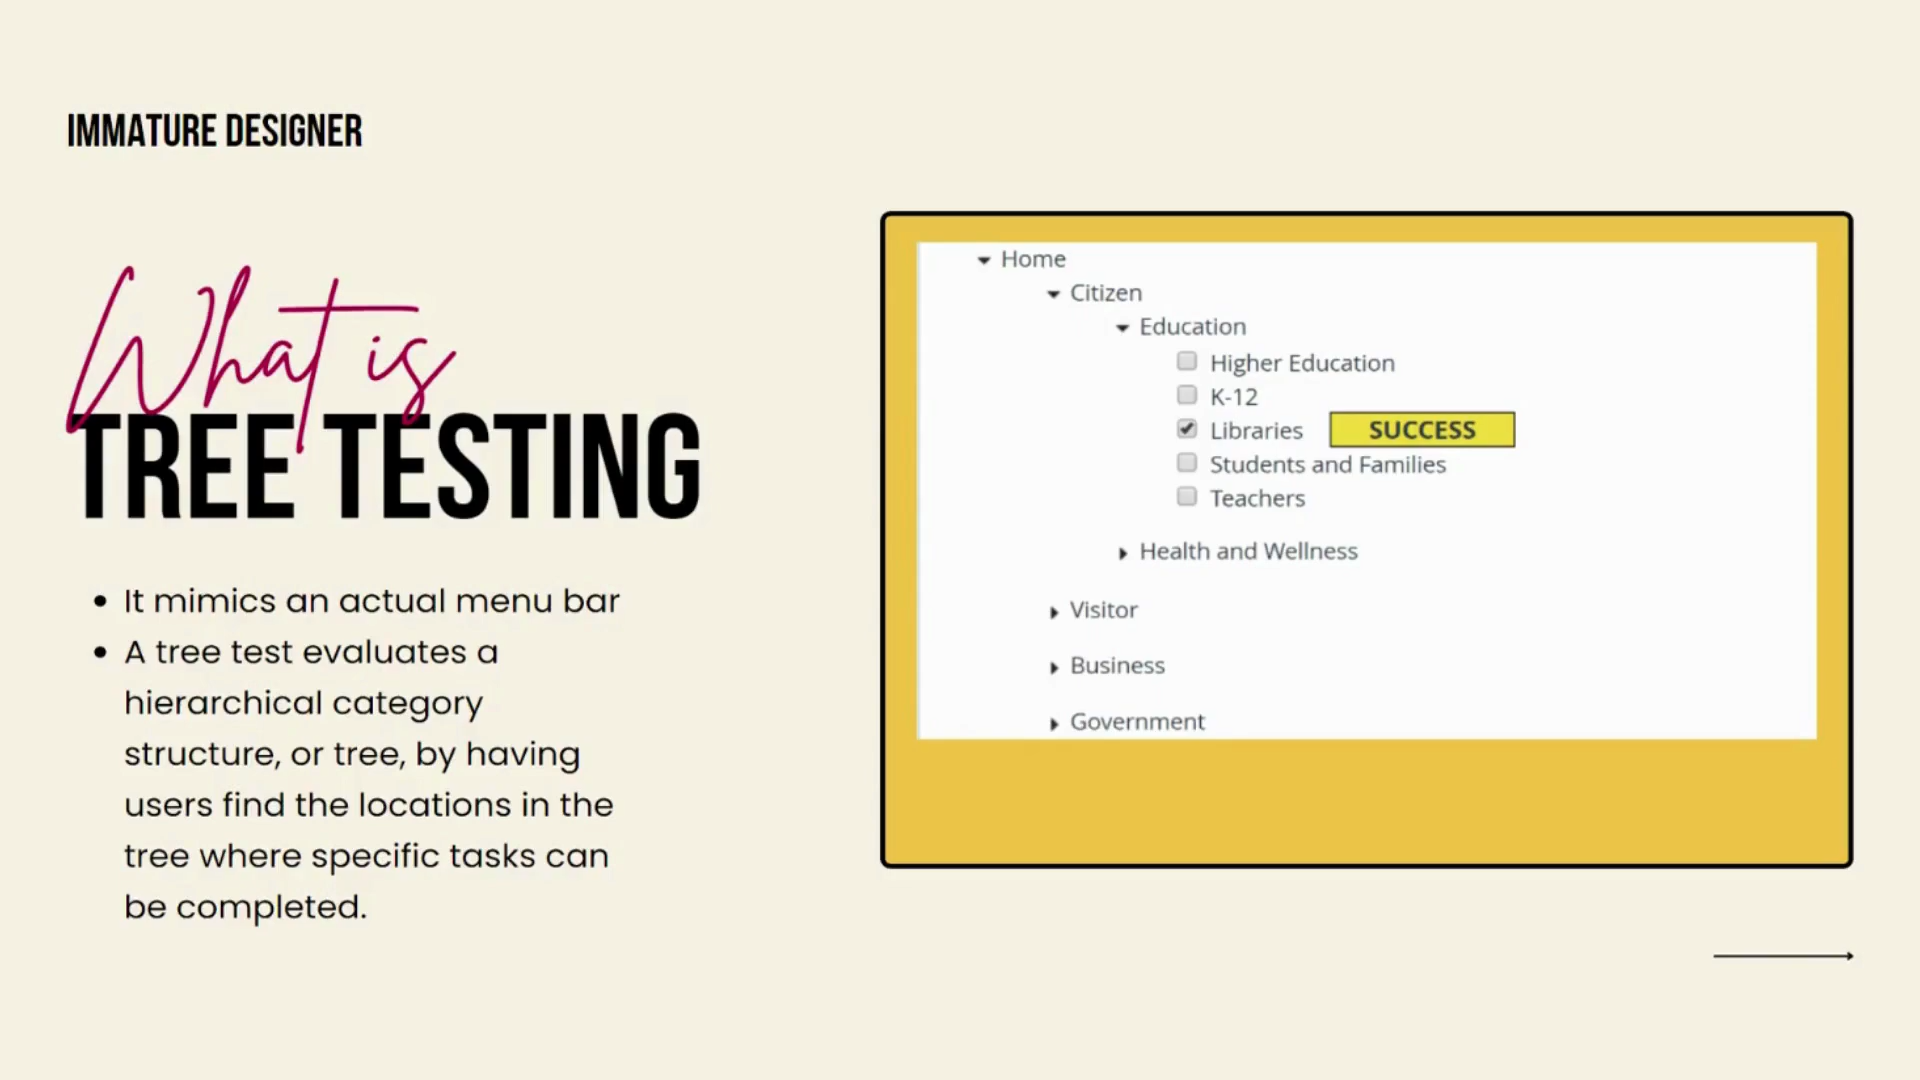 IMMATURE DESIGNER
What is
TREE TESTING
• It mimics an actual menu bar
• A tree test evaluates a
hierarchical category
structure, or tree, by having
users find the locations in the
tree where specific tasks can
be completed.
Home
Citizen
Education
Higher Education
K-12
Libraries SUCCESS
Students and Families
Teachers
Health and Wellness
Visitor
Business
Government